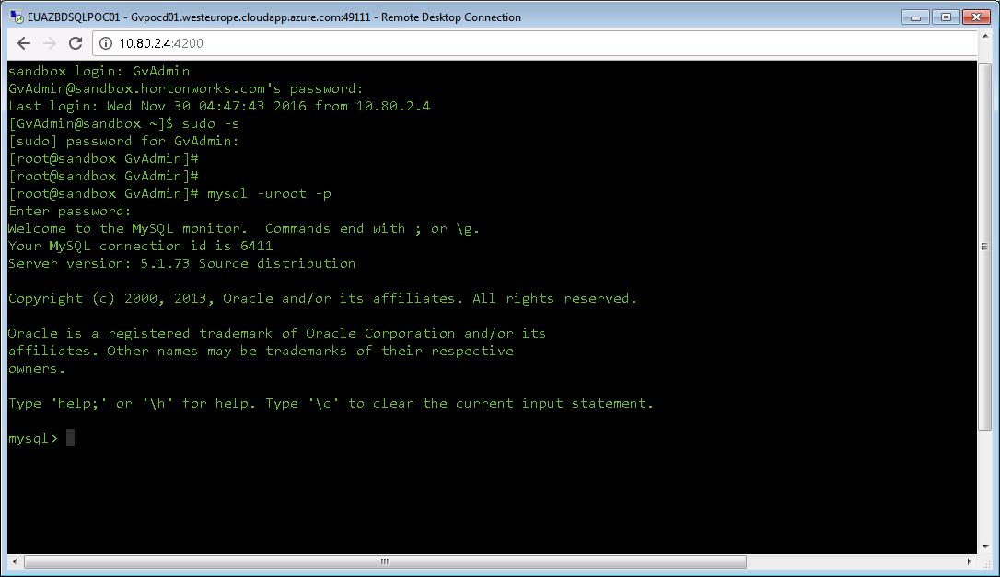 EUAZBDSQLPOC01 - Gvpocd01.westeurope.cloudapp.azure.com:49111 - Remote Desktop Connection
10.80.2.4:4200
sandbox login: GvAdmin
GvAdmin@sandbox.hortonworks.com's password:
Last login: Wed Nov 30 04:47:43 2016 from 10.80.2.4
[GvAdmin@sandbox ~]$ sudo -s
[sudo] password for GvAdmin:
[root@sandbox GvAdmin]#
[root@sandbox GvAdmin]#
[root@sandbox GvAdmin]# mysql -uroot -p
Enter password:
Welcome to the MySQL monitor.  Commands end with ; or \g.
Your MySQL connection id is 6411
Server version: 5.1.73 Source distribution
Copyright (c) 2000, 2013, Oracle and/or its affiliates. All rights reserved.
Oracle is a registered trademark of Oracle Corporation and/or its
affiliates. Other names may be trademarks of their respective
owners.
Type 'help;' or '\h' for help. Type '\c' to clear the current input statement.
mysql>